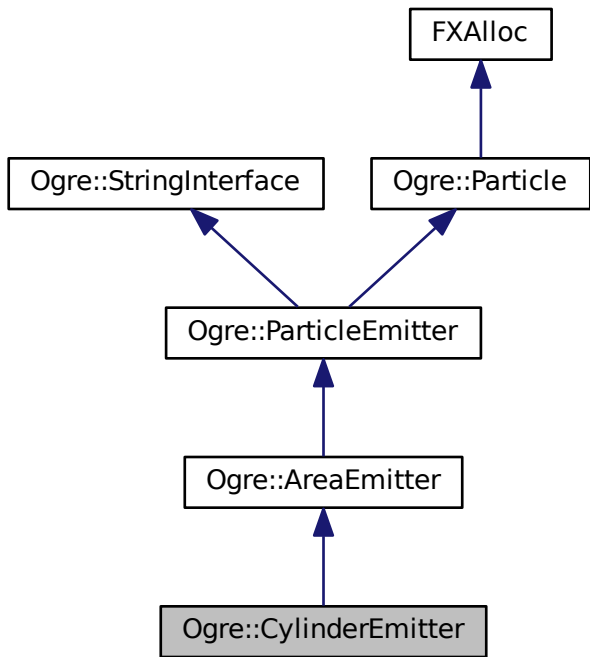 FXAlloc
Ogre::StringInterface
Ogre::Particle
Ogre::ParticleEmitter
Ogre::AreaEmitter
Ogre::CylinderEmitter